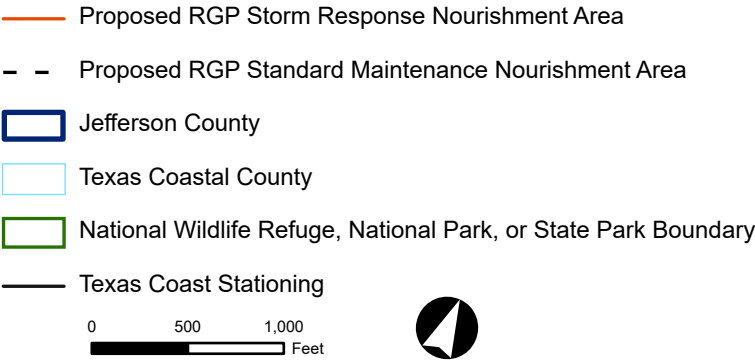 Proposed RGP Storm Response Nourishment Area
Proposed RGP Standard Maintenance Nourishment Area
Jefferson County
Texas Coastal County
National Wildlife Refuge, National Park, or State Park Boundary
Texas Coast Stationing
0 500 1,000
Feet